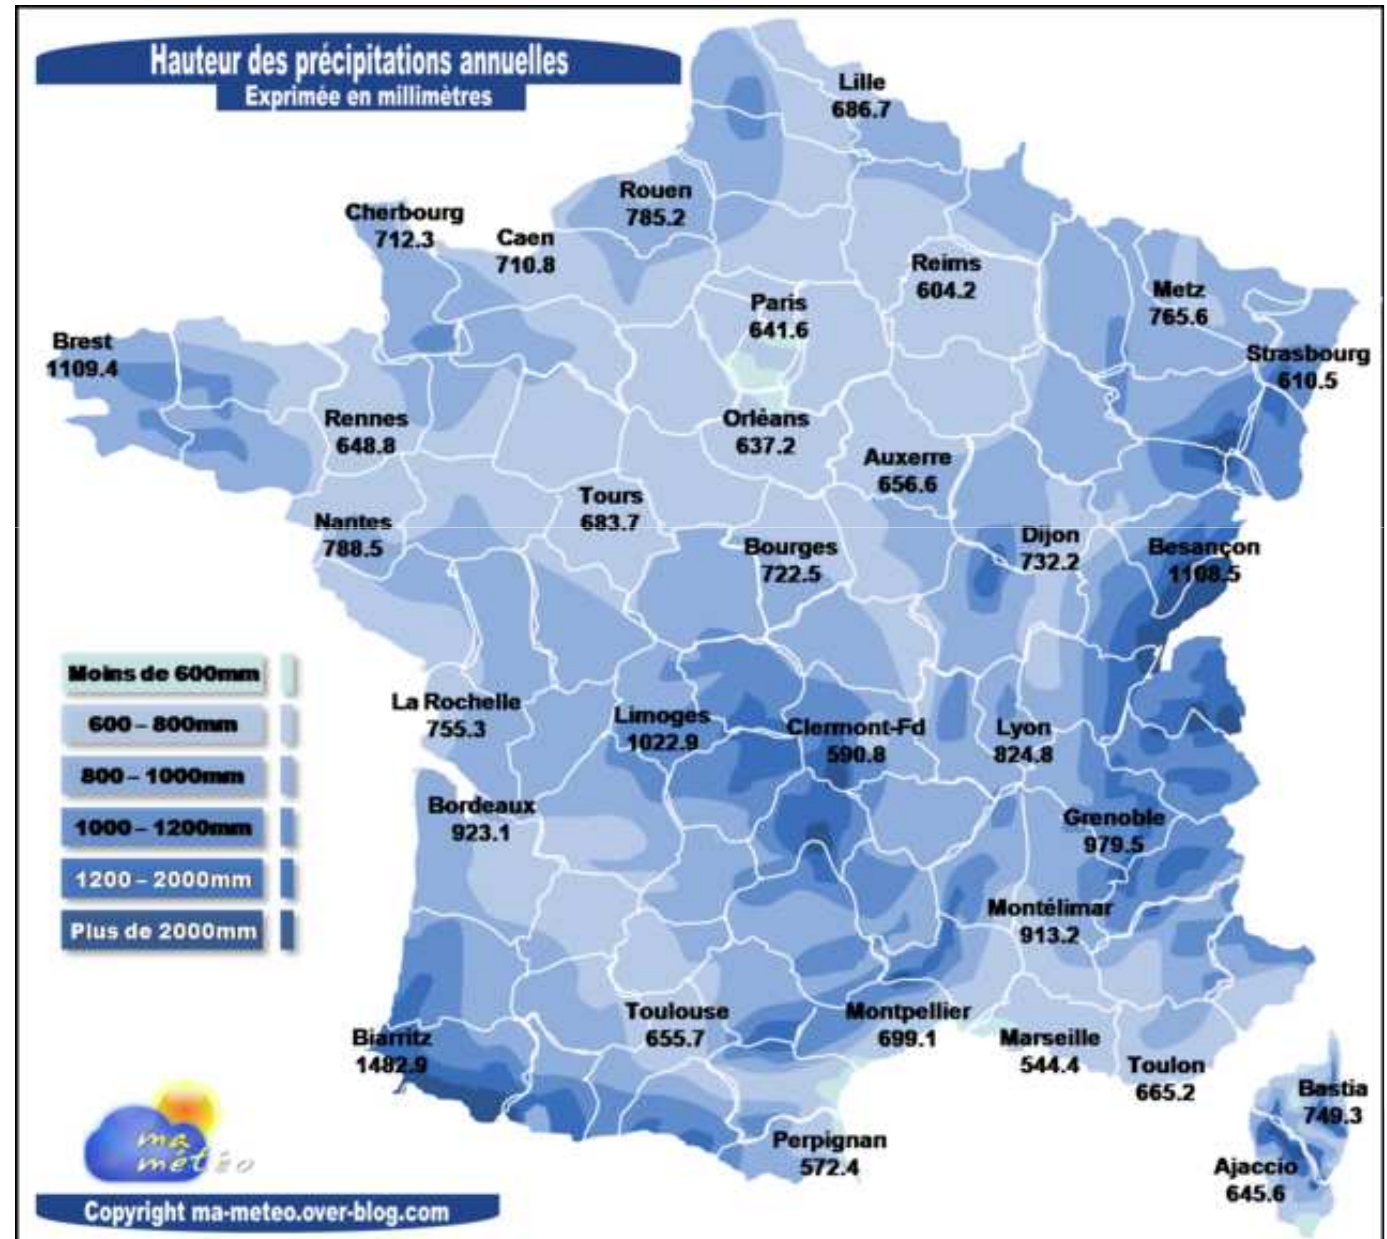 Hauteur des précipitations annuelles
Exprimée en millimètres
Lille
686.7
Rouen
785.2
Cherbourg
712.3
Caen
710.8
Reims
604.2
Metz
765.6
Paris
641.6
Brest
1109.4
Strasbourg
610.5
Rennes
648.8
Orléans
637.2
Auxerre
656.6
Tours
683.7
Nantes
788.5
Bourges
722.5
Dijon
732.2
Besançon
1108.5
Moins de 600mm
600 – 800mm
800 – 1000mm
1000 – 1200mm
1200 – 2000mm
Plus de 2000mm
La Rochelle
755.3
Limoges
1022.9
Clermont-Fd
590.8
Lyon
824.8
Bordeaux
923.1
Grenoble
979.5
Montélimar
913.2
Toulouse
655.7
Montpellier
699.1
Biarritz
1482.9
Marseille
544.4
Toulon
665.2
Bastia
749.3
Perpignan
572.4
Ajaccio
645.6
ma
météo
Copyright ma-meteo.over-blog.com